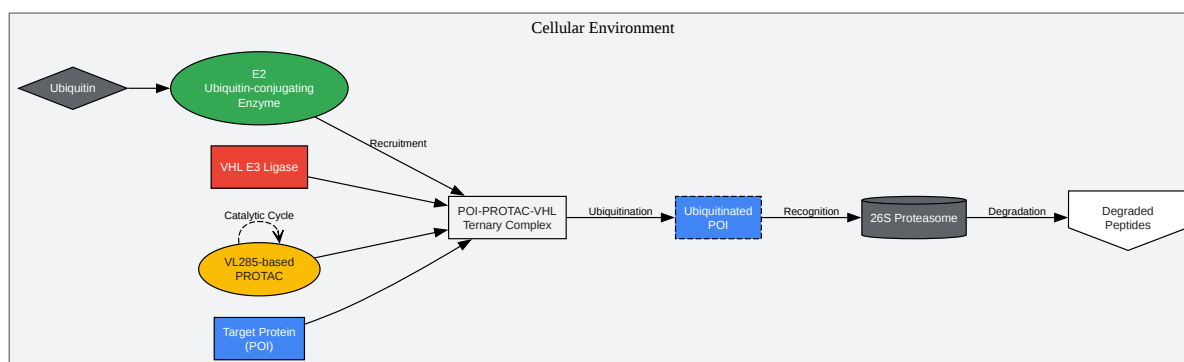 Cellular Environment
Ubiquitin
E2
Ubiquitin-conjugating
Enzyme
Recruitment
VHL E3 Ligase
Catalytic Cycle
VL285-based
PROTAC
Target Protein
(POI)
POI-PROTAC-VHL
Ternary Complex
Ubiquitination
Ubiquitinated
POI
Recognition
26S Proteasome
Degradation
Degraded
Peptides